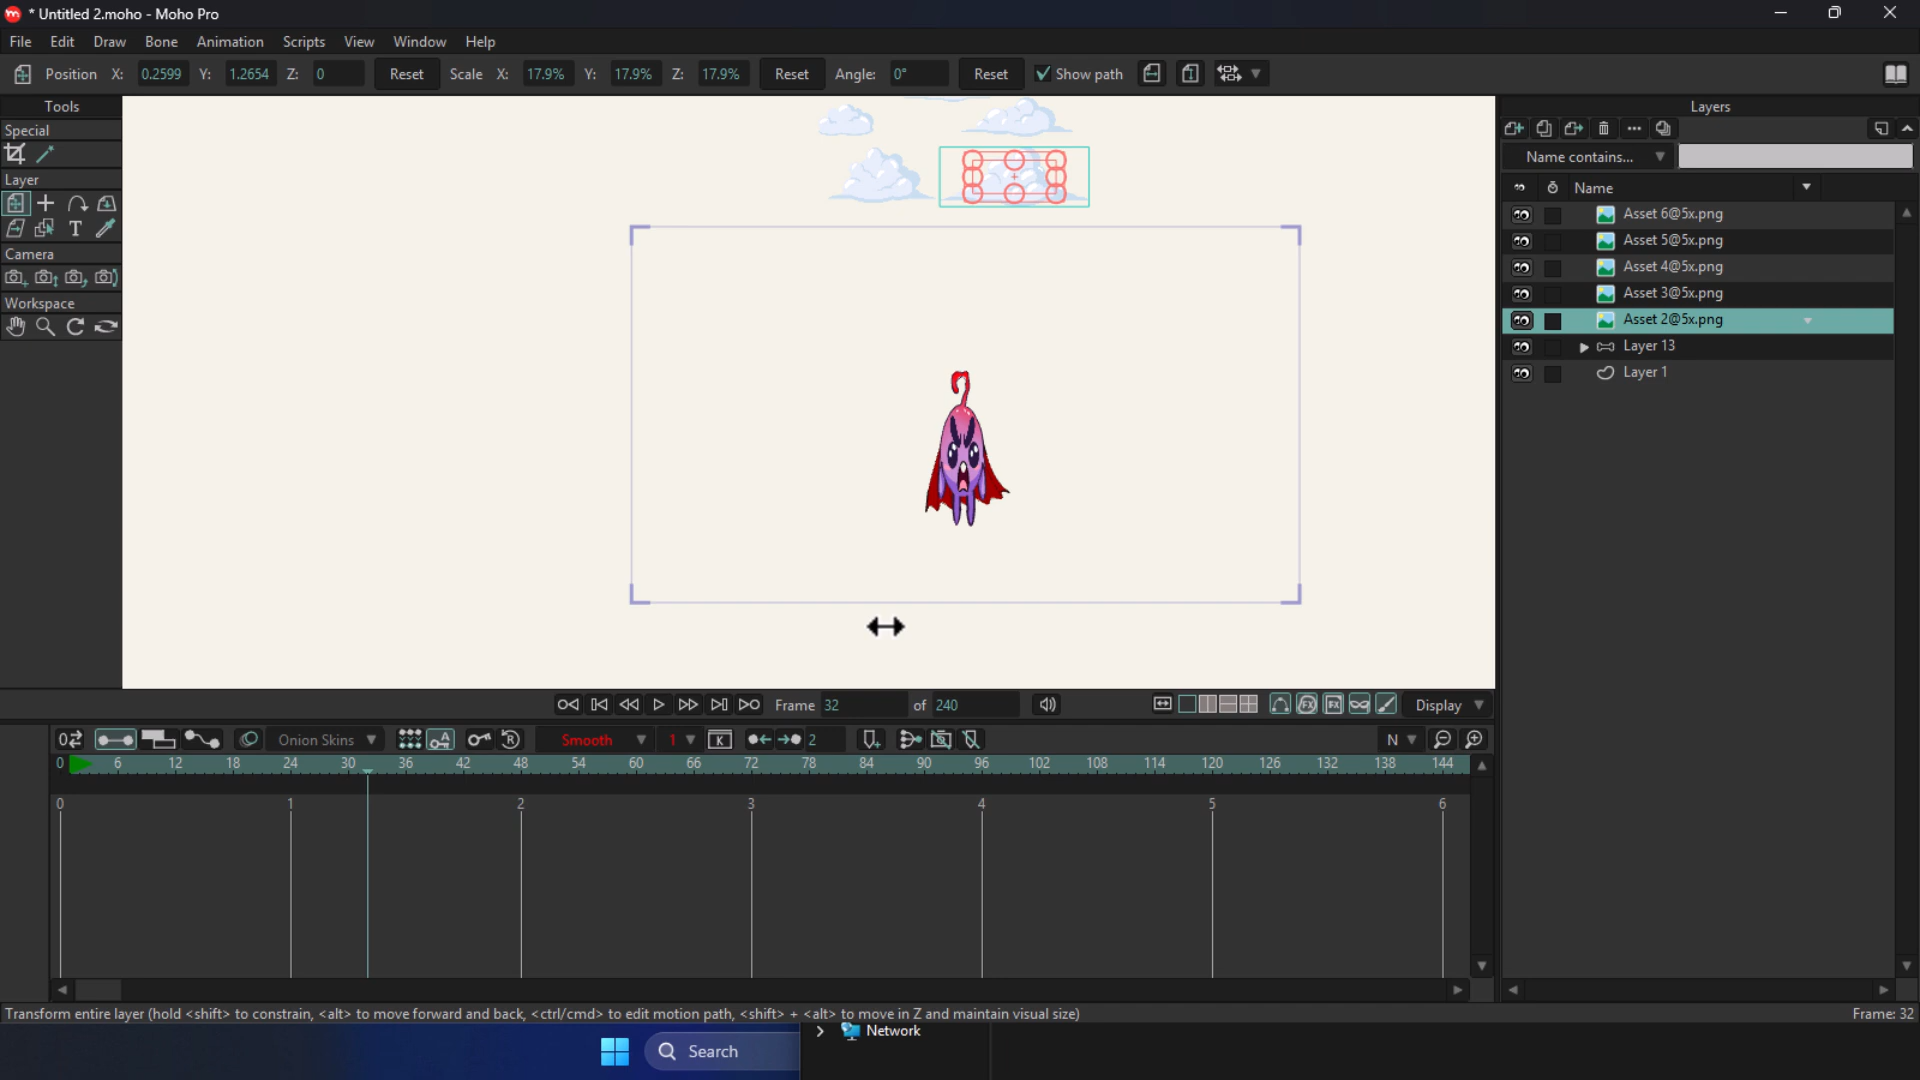 * Untitled 2.moho - Moho Pro
File Edit Draw Bone Animation Scripts View Window Help
Position X: 0.2599 Y: 1.2654 Z: 0 Reset Scale X: 17.9% Y: 17.9% Z: 17.9% Reset Angle: 0° Reset Show path
Tools
Special
Layer
T
Camera
Workspace
Layers
Name contains...
Name
Asset 6@5x.png
Asset 5@5x.png
Asset 4@5x.png
Asset 3@5x.png
Asset 2@5x.png
Layer 13
Layer 1
Frame 32 of 240 Display
Onion Skins Smooth 1 K 2 N
0 6 12 18 24 30 36 42 48 54 60 66 72 78 84 90 96 102 108 114 120 126 132 138 144
0 1 2 3 4 5 6
Transform entire layer (hold <shift> to constrain, <alt> to move forward and back, <ctrl/cmd> to edit motion path, <shift> + <alt> to move in Z and maintain visual size) Frame: 32
Network
Search